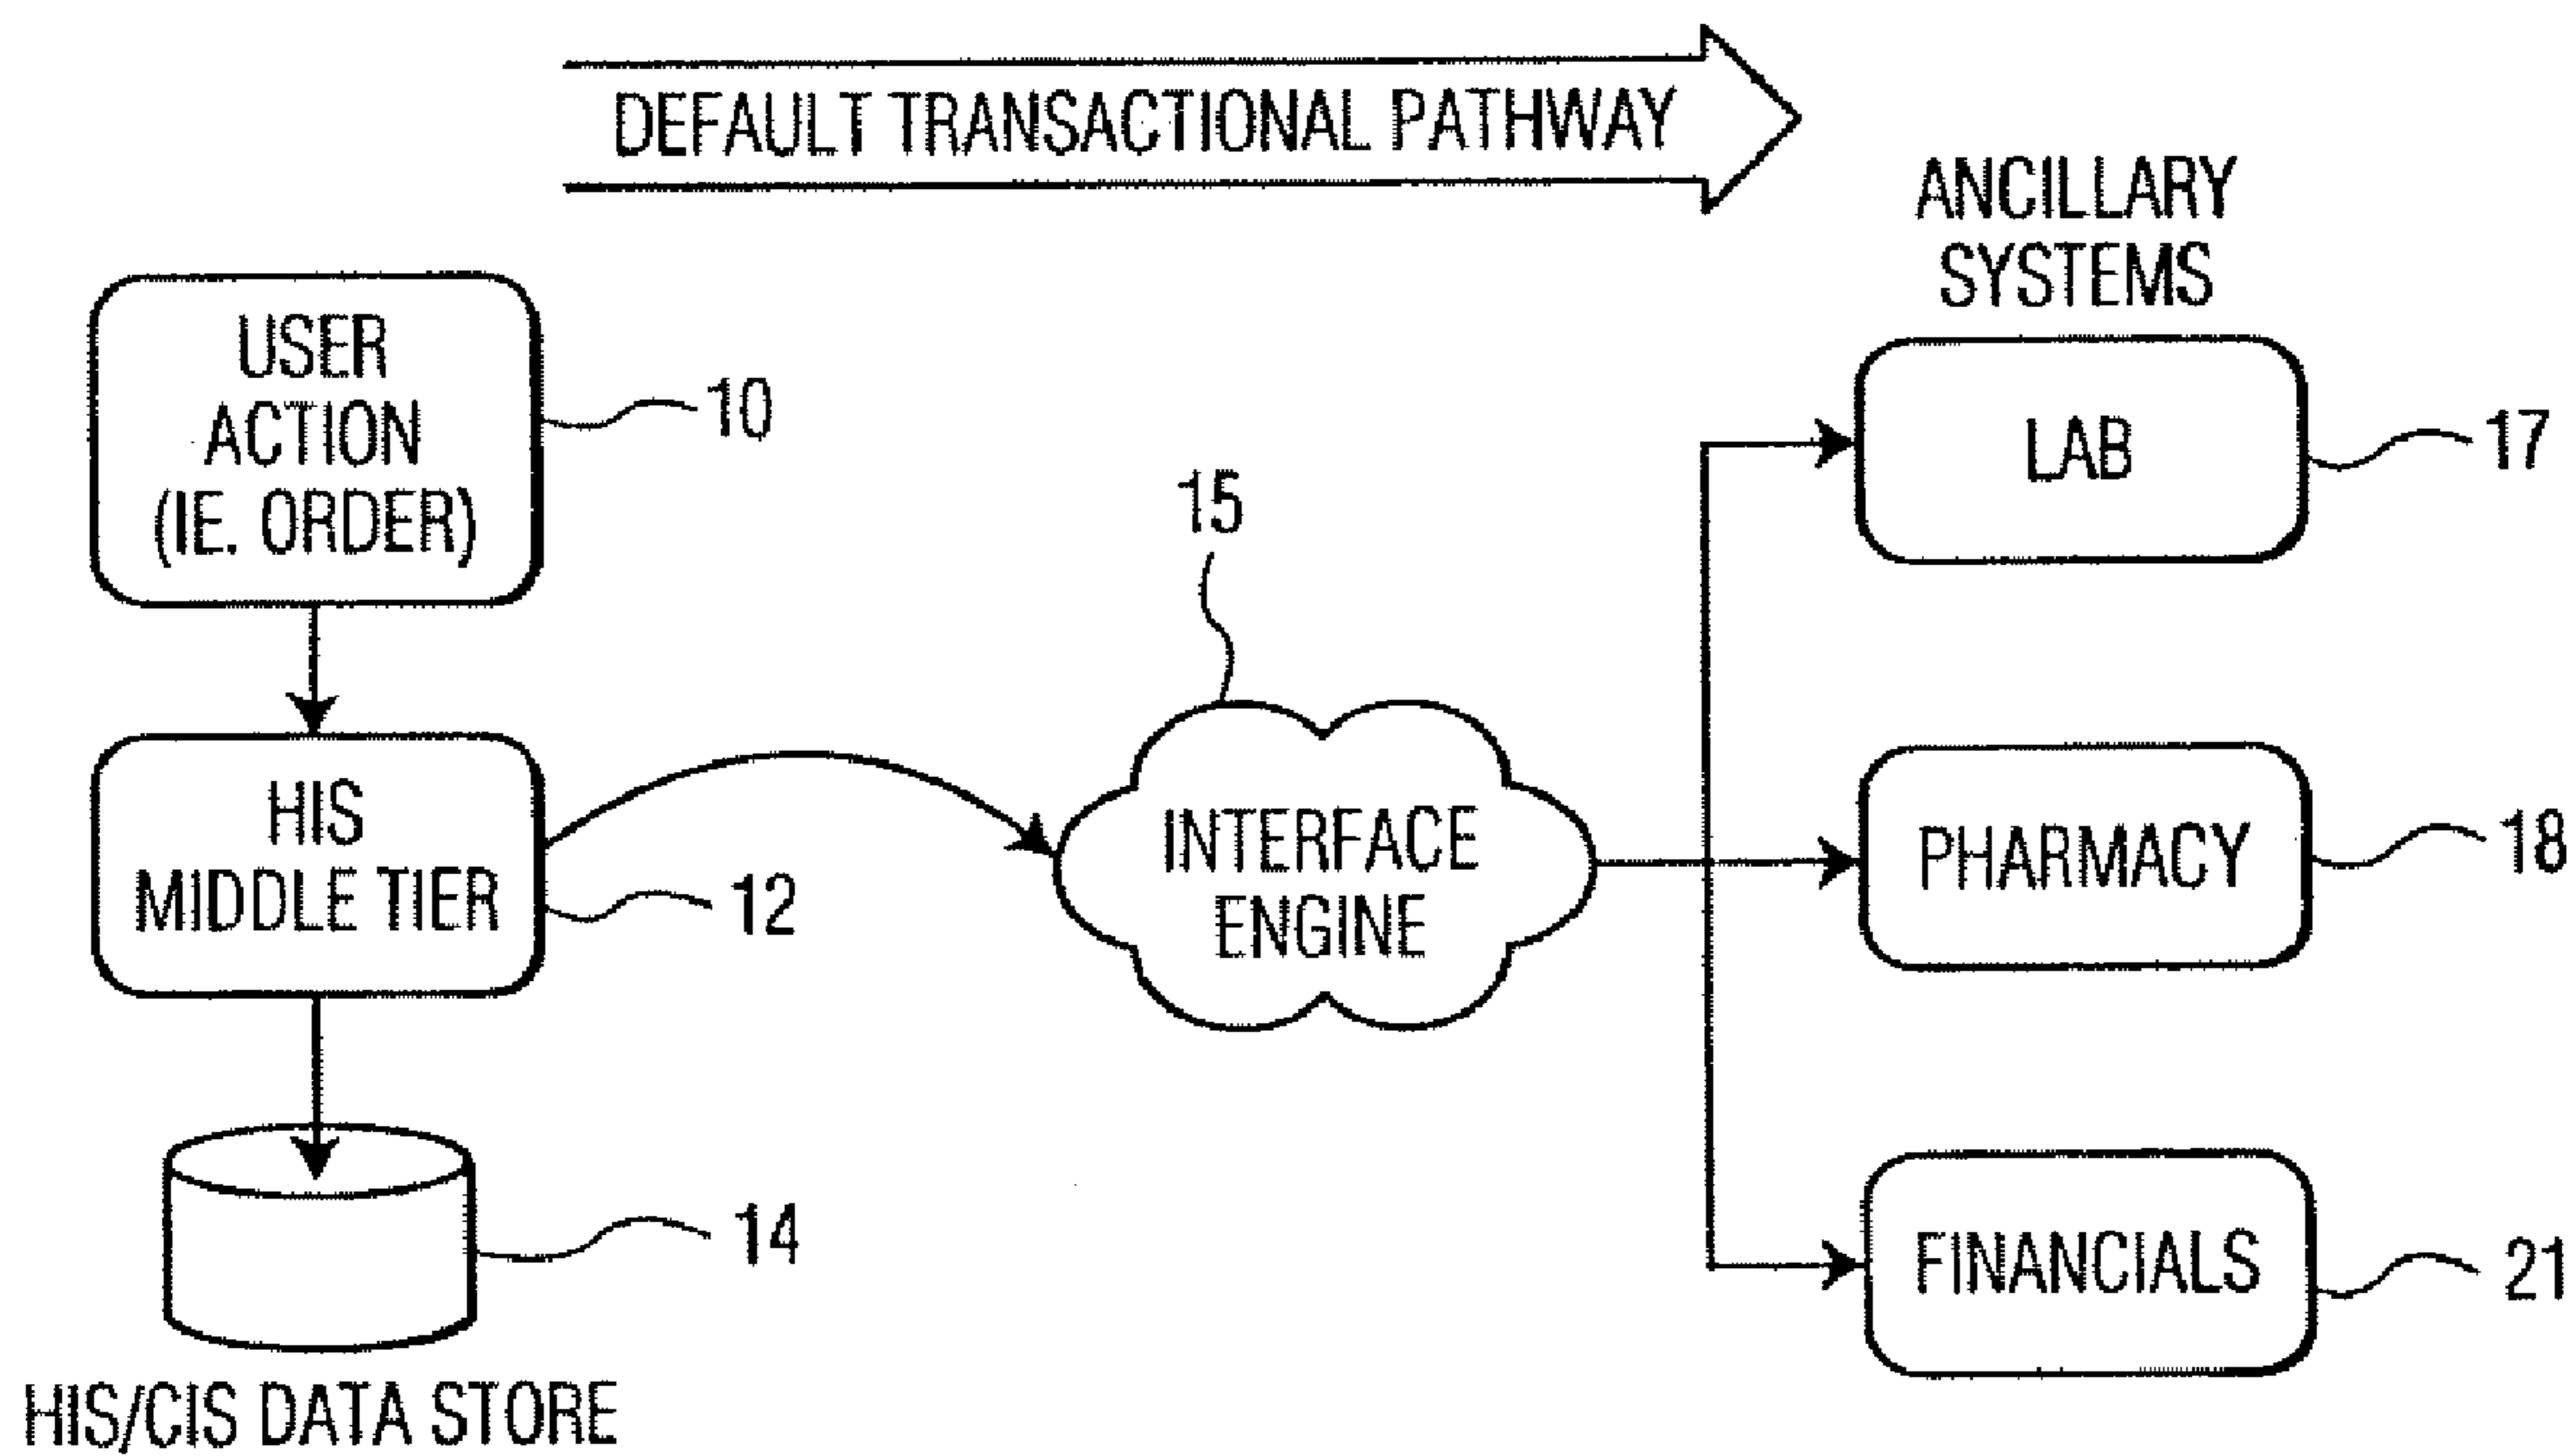 DEFAULT TRANSACTIONAL PATHWAY
ANCILLARY
SYSTEMS
USER
ACTION
(IE. ORDER)
10
LAB
17
15
HIS
MIDDLE TIER
12
INTERFACE
ENGINE
PHARMACY
18
14
FINANCIALS
21
HIS/CIS DATA STORE